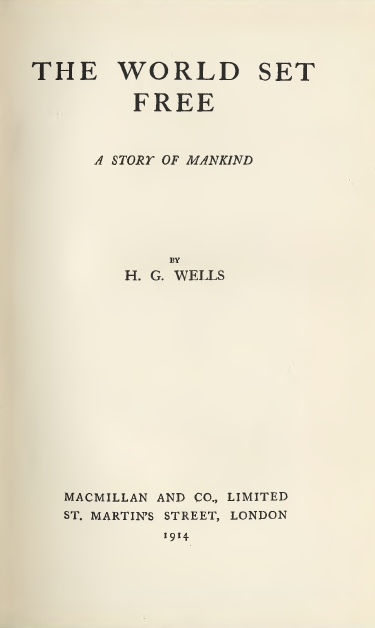 THE WORLD SET
FREE
A STORY OF MANKIND
BY
H. G. WELLS
MACMILLAN AND CO., LIMITED
ST. MARTIN'S STREET, LONDON
1914